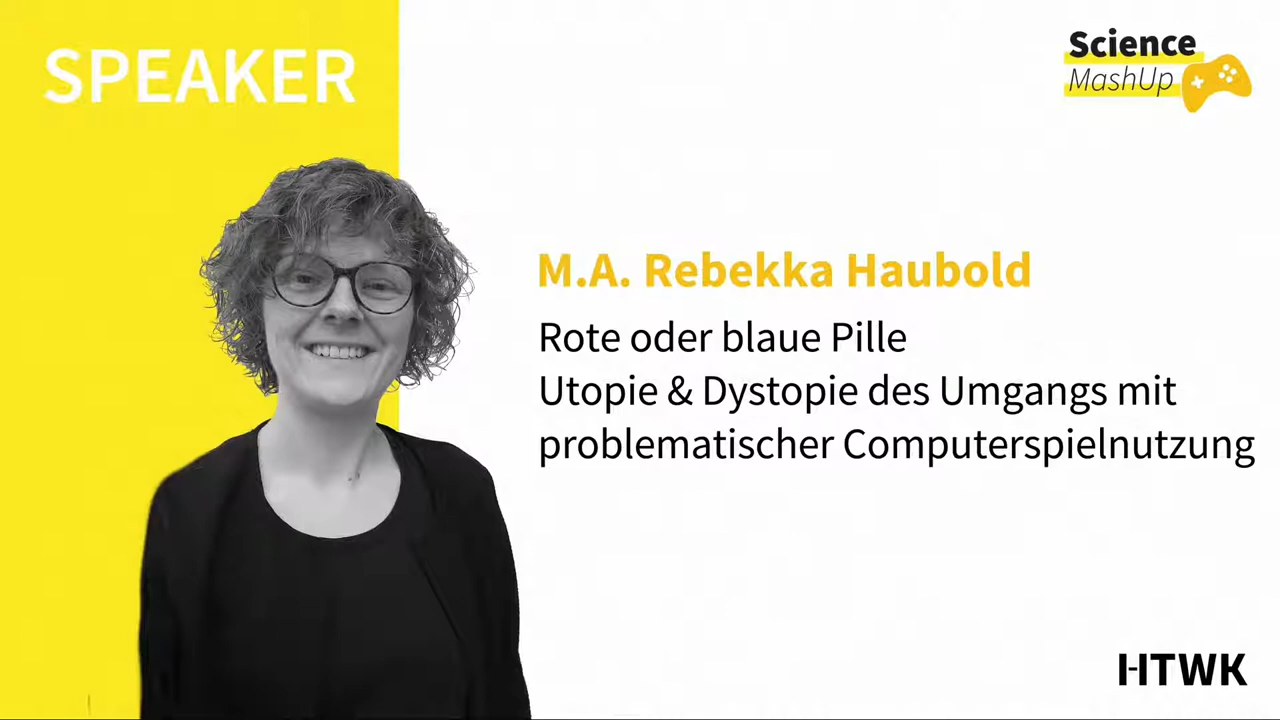 SPEAKER
Science
MashUp
M.A. Rebekka Haubold
Rote oder blaue Pille
Utopie & Dystopie des Umgangs mit
problematischer Computerspielnutzung
HTWK